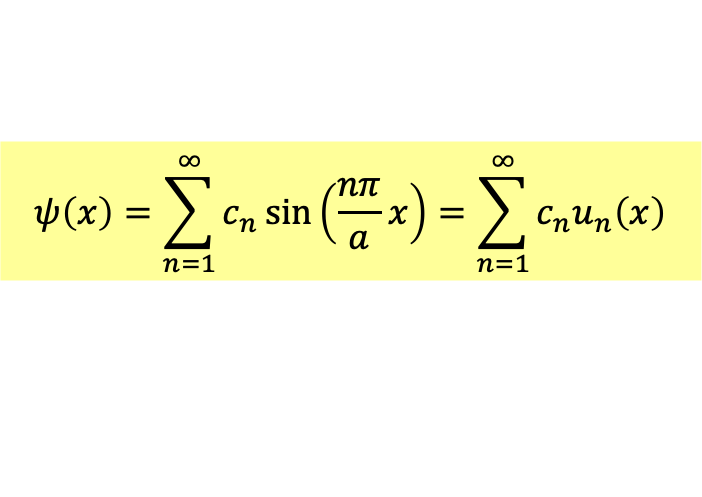 ψ(x) = ∑_{n=1}^{∞} c_n sin (nπ/a x) = ∑_{n=1}^{∞} c_n u_n(x)